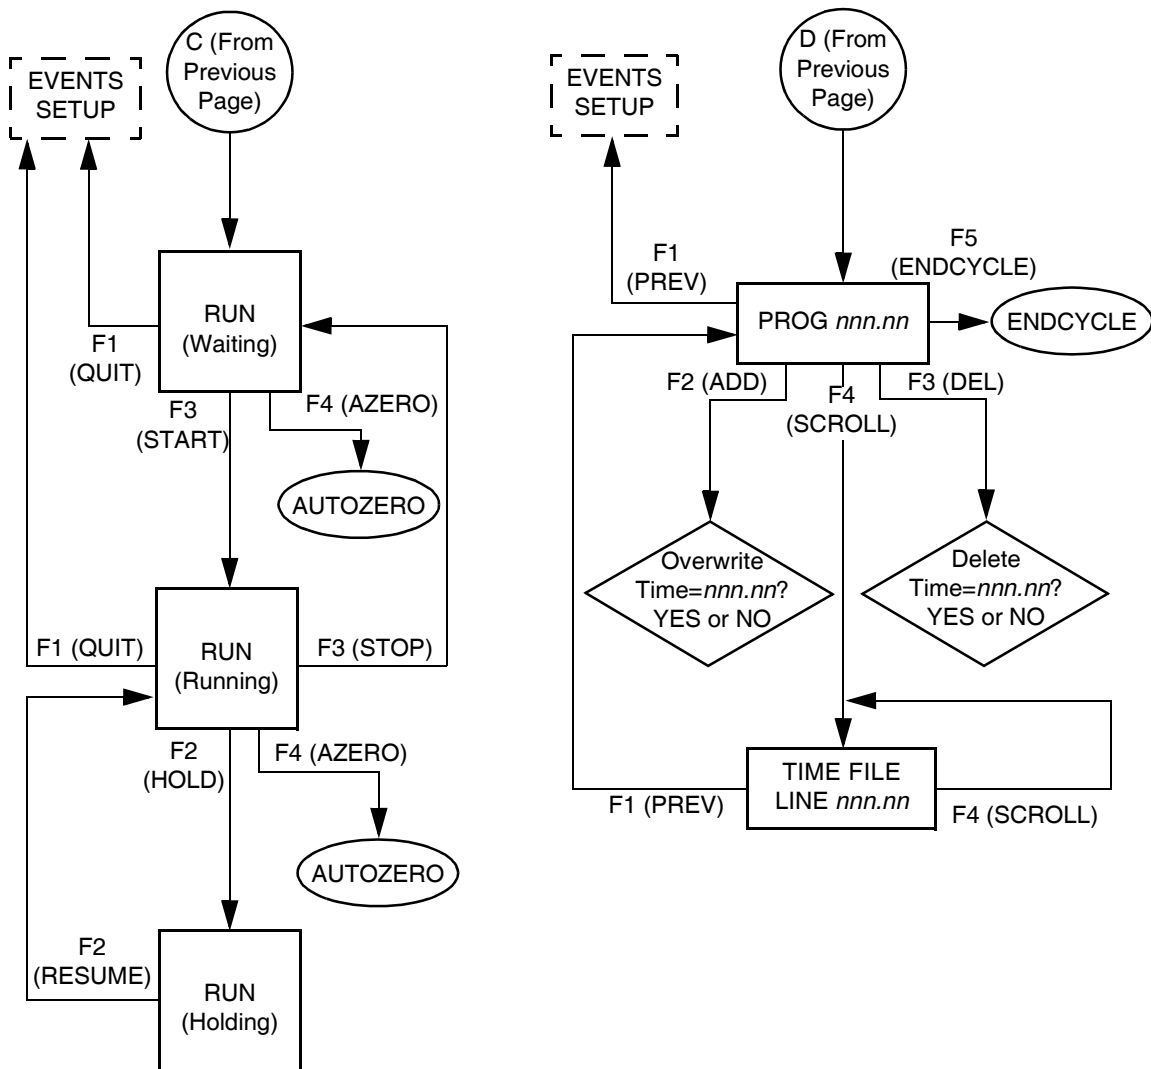 C (From
Previous
Page)
EVENTS
SETUP
RUN
(Waiting)
F1
(QUIT)
F3
(START)
F4 (AZERO)
AUTOZERO
F1 (QUIT)
RUN
(Running)
F3 (STOP)
F2
(HOLD)
F4 (AZERO)
AUTOZERO
F2
(RESUME)
RUN
(Holding)
D (From
Previous
Page)
EVENTS
SETUP
F1
(PREV)
F5
(ENDCYCLE)
PROG nnn.nn
ENDCYCLE
F2 (ADD)
F4
(SCROLL)
F3 (DEL)
Overwrite
Time=nnn.nn?
YES or NO
Delete
Time=nnn.nn?
YES or NO
TIME FILE
LINE nnn.nn
F1 (PREV)
F4 (SCROLL)